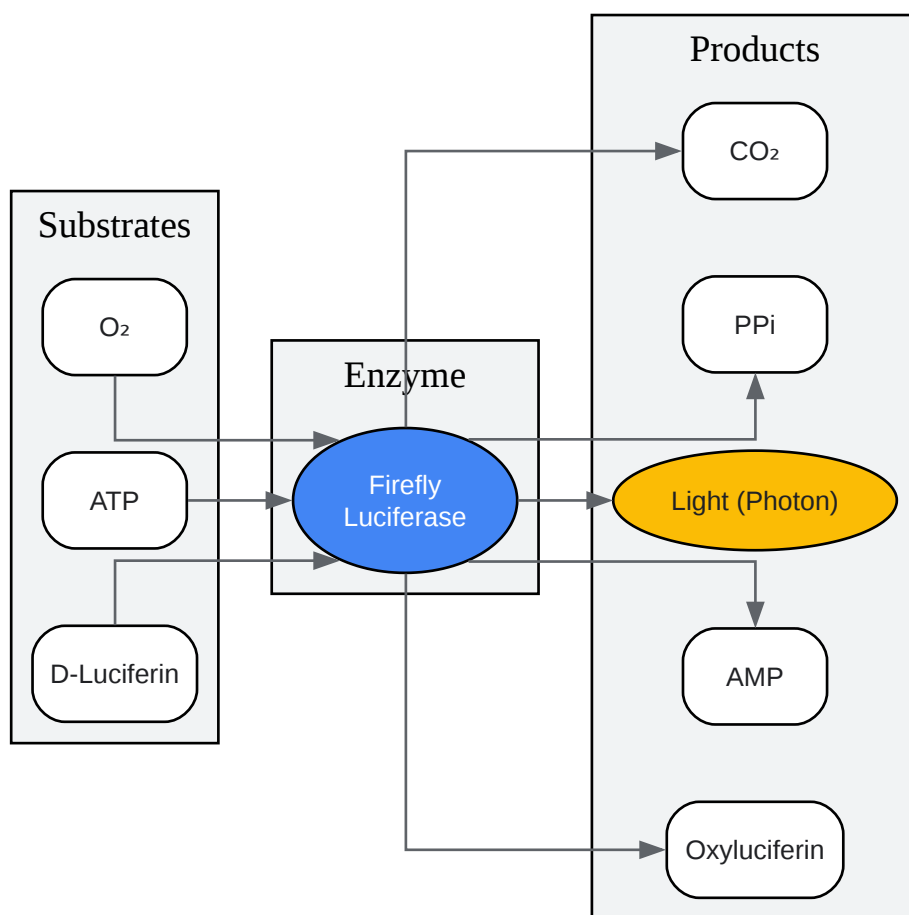 Substrates
O₂
ATP
D-Luciferin
Enzyme
Firefly
Luciferase
Products
CO₂
PPi
Light (Photon)
AMP
Oxyluciferin